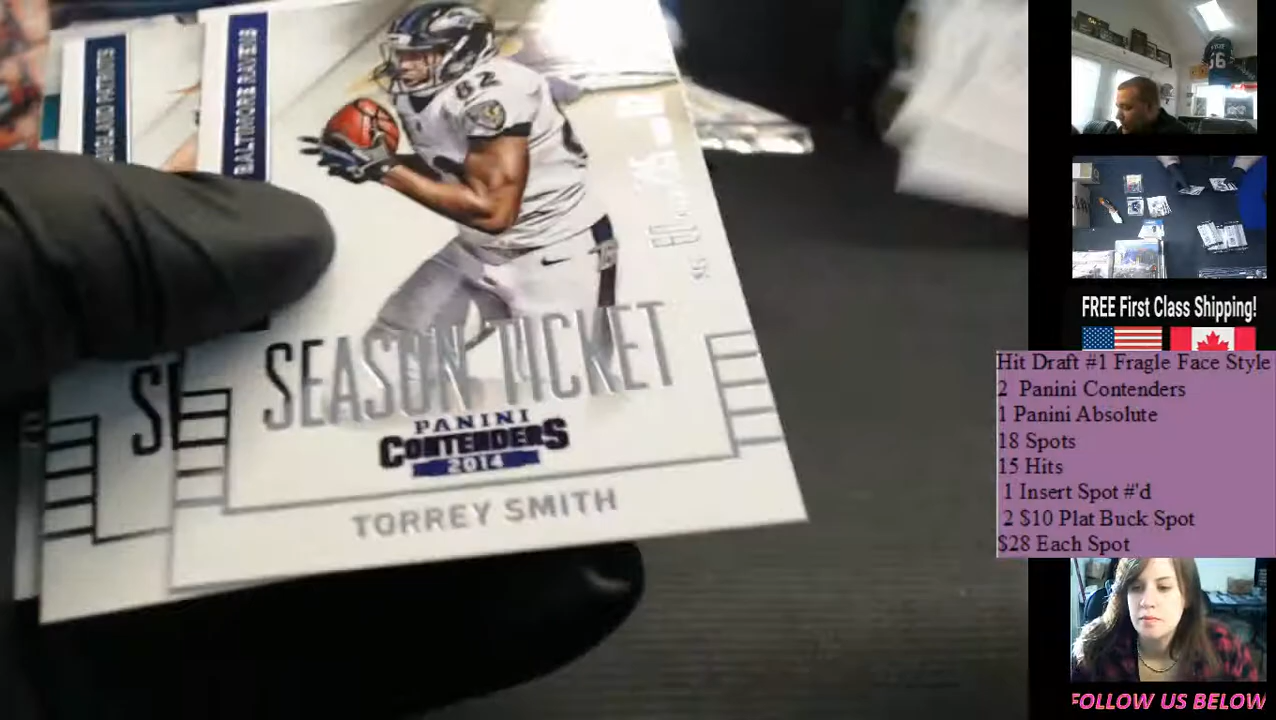 BALTIMORE RAVENS
ENGLAND PATRIOTS
82
SEASON TICKET
PANINI
CONTENDERS
2014
TORREY SMITH
FREE First Class Shipping!
Hit Draft #1 Fragle Face Style
2 Panini Contenders
1 Panini Absolute
18 Spots
15 Hits
1 Insert Spot #'d
2 $10 Plat Buck Spot
$28 Each Spot
FOLLOW US BELOW